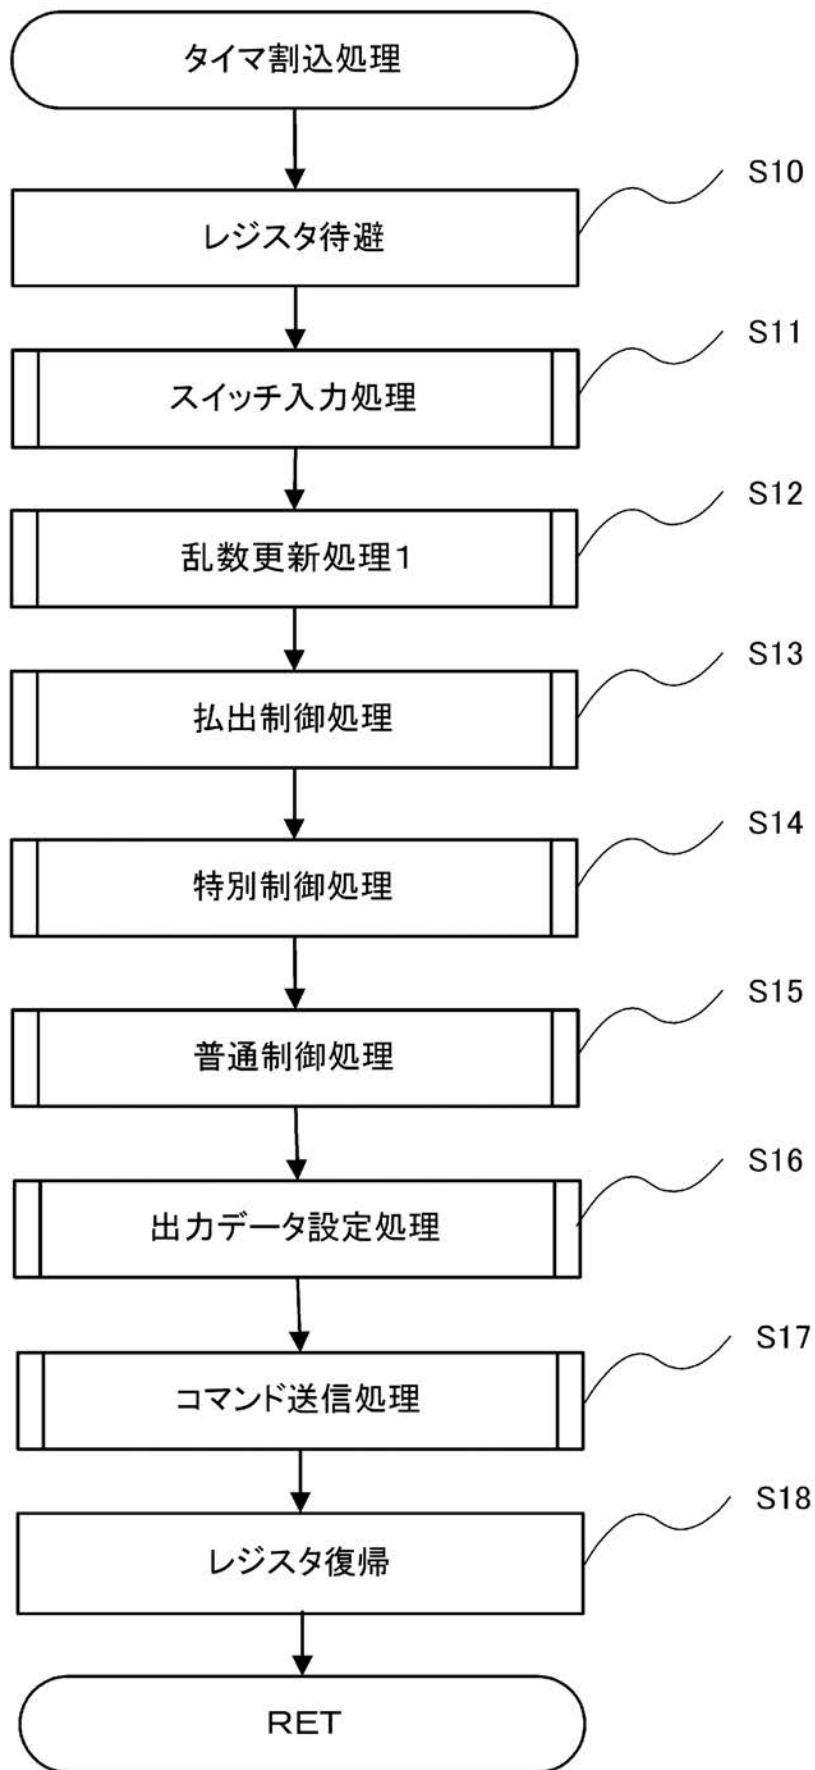 タイマ割込処理
S10
レジスタ待避
S11
スイッチ入力処理
S12
乱数更新処理1
S13
払出制御処理
S14
特別制御処理
S15
普通制御処理
S16
出力データ設定処理
S17
コマンド送信処理
S18
レジスタ復帰
RET